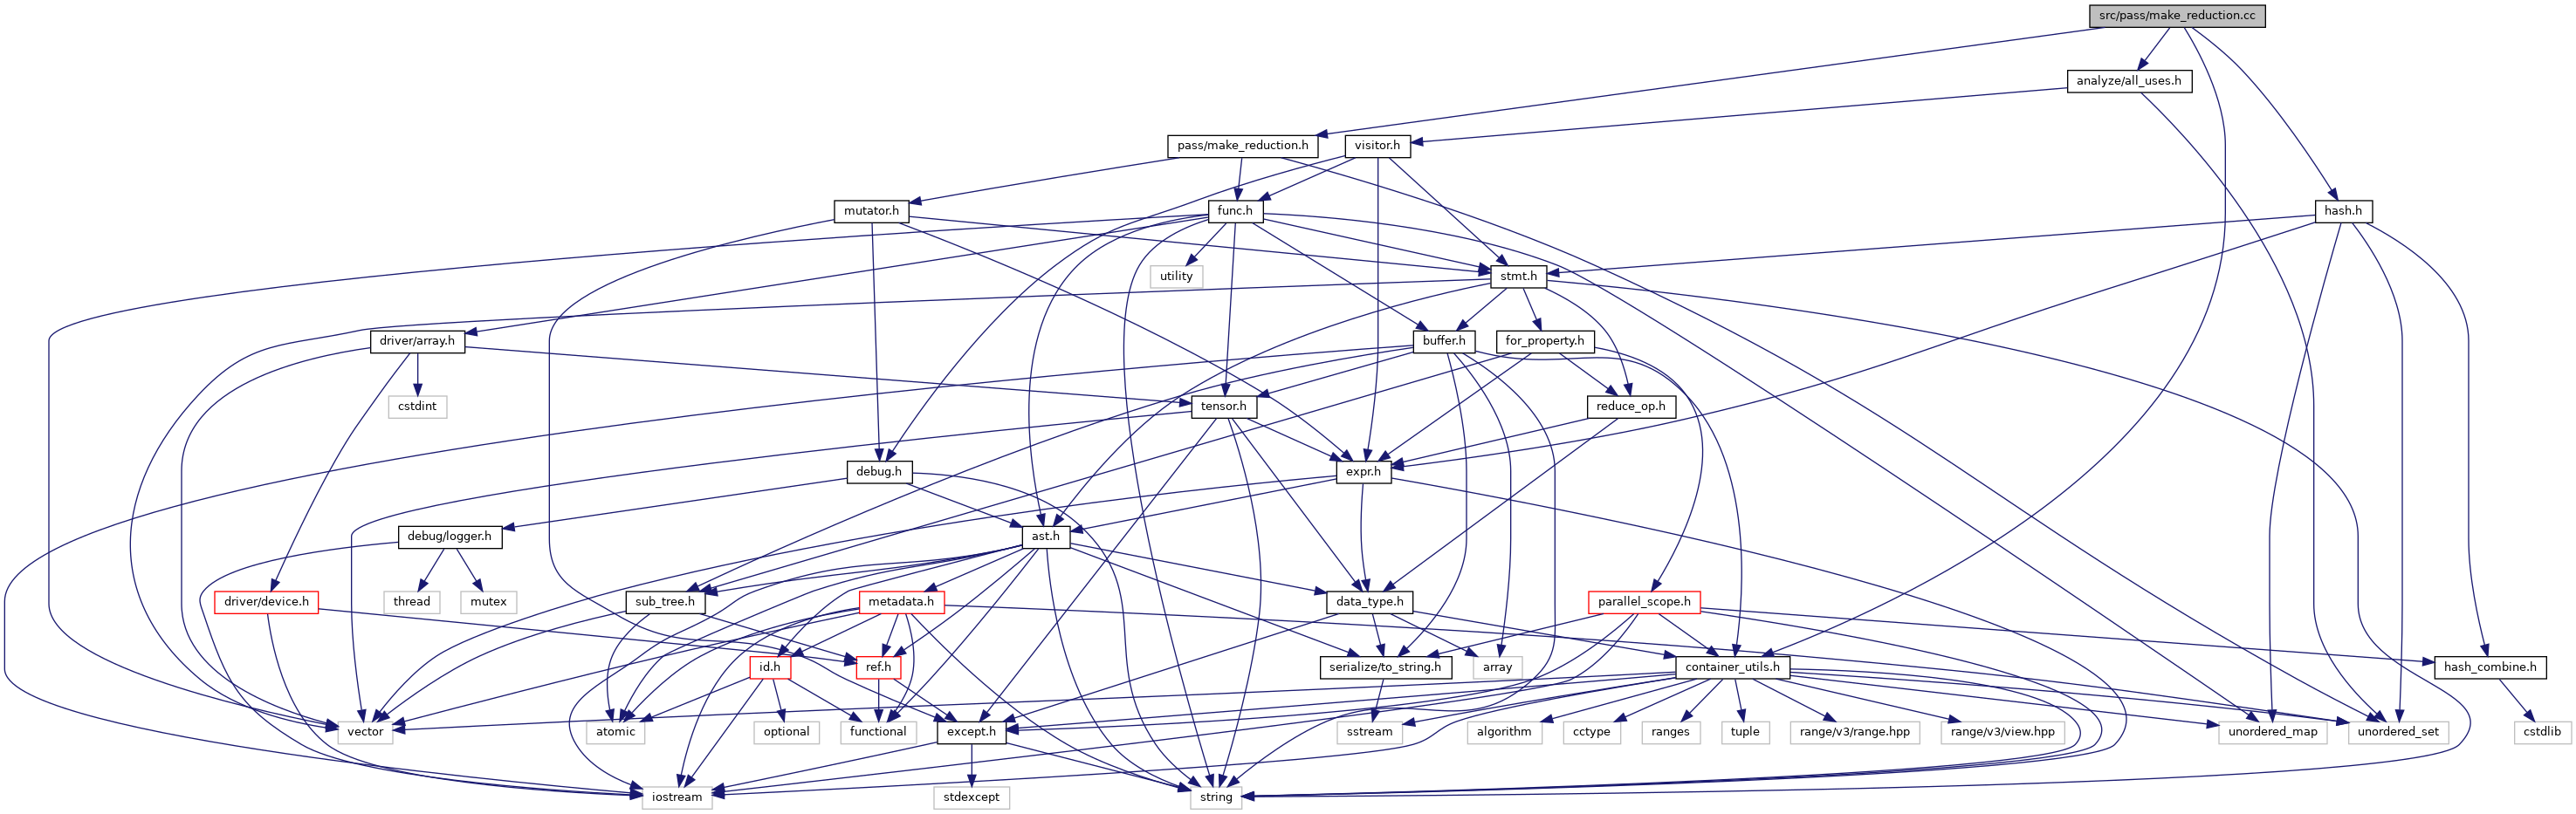 src/pass/make_reduction.cc
analyze/all_uses.h
pass/make_reduction.h
visitor.h
mutator.h
func.h
hash.h
utility
stmt.h
driver/array.h
buffer.h
for_property.h
cstdint
tensor.h
reduce_op.h
debug.h
expr.h
debug/logger.h
ast.h
driver/device.h
thread
mutex
sub_tree.h
metadata.h
data_type.h
parallel_scope.h
id.h
ref.h
serialize/to_string.h
array
container_utils.h
hash_combine.h
vector
atomic
optional
functional
except.h
sstream
algorithm
cctype
ranges
tuple
range/v3/range.hpp
range/v3/view.hpp
unordered_map
unordered_set
cstdlib
iostream
stdexcept
string